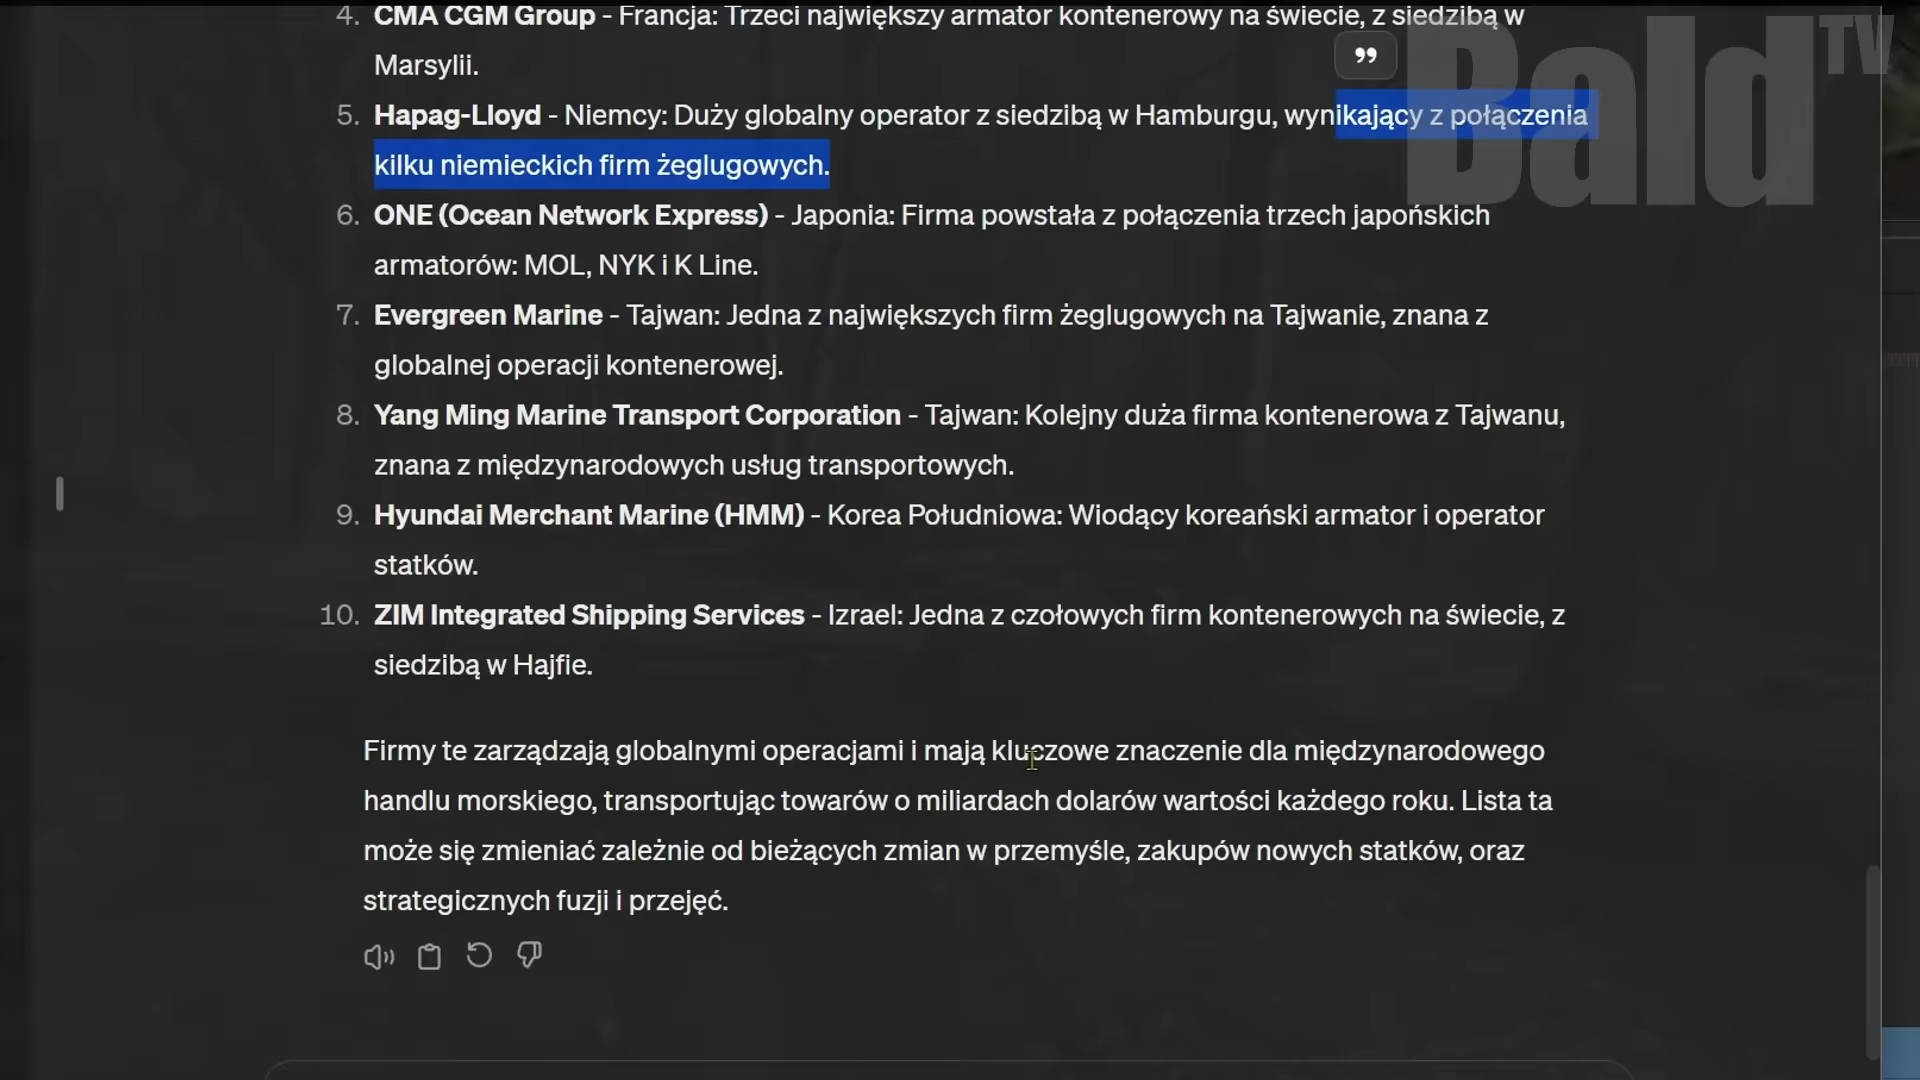 4. CMA CGM Group - Francja: Trzeci największy armator kontenerowy na świecie, z siedzibą w
Marsylii.
5. Hapag-Lloyd - Niemcy: Duży globalny operator z siedzibą w Hamburgu, wynikający z połączenia
kilku niemieckich firm żeglugowych.
6. ONE (Ocean Network Express) - Japonia: Firma powstała z połączenia trzech japońskich
armatorów: MOL, NYK i K Line.
7. Evergreen Marine - Tajwan: Jedna z największych firm żeglugowych na Tajwanie, znana z
globalnej operacji kontenerowej.
8. Yang Ming Marine Transport Corporation - Tajwan: Kolejny duża firma kontenerowa z Tajwanu,
znana z międzynarodowych usług transportowych.
9. Hyundai Merchant Marine (HMM) - Korea Południowa: Wiodący koreański armator i operator
statków.
10. ZIM Integrated Shipping Services - Izrael: Jedna z czołowych firm kontenerowych na świecie, z
siedzibą w Hajfie.
Firmy te zarządzają globalnymi operacjami i mają kluczowe znaczenie dla międzynarodowego
handlu morskiego, transportując towarów o miliardach dolarów wartości każdego roku. Lista ta
może się zmieniać zależnie od bieżących zmian w przemyśle, zakupów nowych statków, oraz
strategicznych fuzji i przejęć.
Bald TV